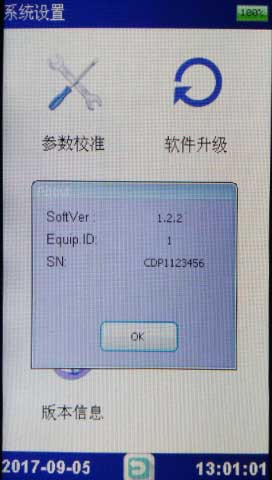 系统设置
100%
参数校准
软件升级
About
SoftVer :
1.2.2
Equip.ID:
1
SN:
CDP1123456
OK
版本信息
2017-09-05
13:01:01